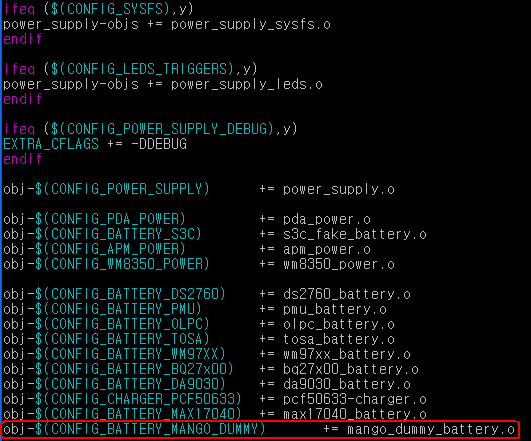 ifeq ($(CONFIG_SYSFS),y)
power_supply-objs += power_supply_sysfs.o
endif
ifeq ($(CONFIG_LEDS_TRIGGERS),y)
power_supply-objs += power_supply_leds.o
endif
ifeq ($(CONFIG_POWER_SUPPLY_DEBUG),y)
EXTRA_CFLAGS += -DDEBUG
endif
obj-$(CONFIG_POWER_SUPPLY) += power_supply.o
obj-$(CONFIG_PDA_POWER) += pda_power.o
obj-$(CONFIG_BATTERY_S3C) += s3c_fake_battery.o
obj-$(CONFIG_APM_POWER) += apm_power.o
obj-$(CONFIG_WM8350_POWER) += wm8350_power.o
obj-$(CONFIG_BATTERY_DS2760) += ds2760_battery.o
obj-$(CONFIG_BATTERY_PMU) += pmu_battery.o
obj-$(CONFIG_BATTERY_OLPC) += olpc_battery.o
obj-$(CONFIG_BATTERY_TOSA) += tosa_battery.o
obj-$(CONFIG_BATTERY_WM97XX) += wm97xx_battery.o
obj-$(CONFIG_BATTERY_BQ27x00) += bq27x00_battery.o
obj-$(CONFIG_BATTERY_DA9030) += da9030_battery.o
obj-$(CONFIG_CHARGER_PCF50633) += pcf50633-charger.o
obj-$(CONFIG_BATTERY_MAX17040) += max17040_battery.o
obj-$(CONFIG_BATTERY_MANGO_DUMMY) += mango_dummy_battery.o